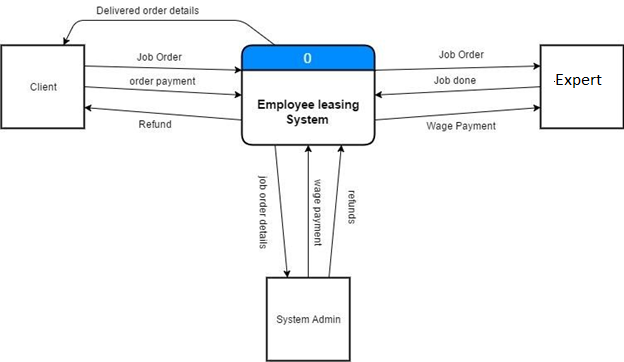 Delivered order details
0
Job Order
Job Order
Client
order payment
Job done
Expert
Employee leasing
System
Refund
Wage Payment
job order details
wage payment
refunds
System Admin